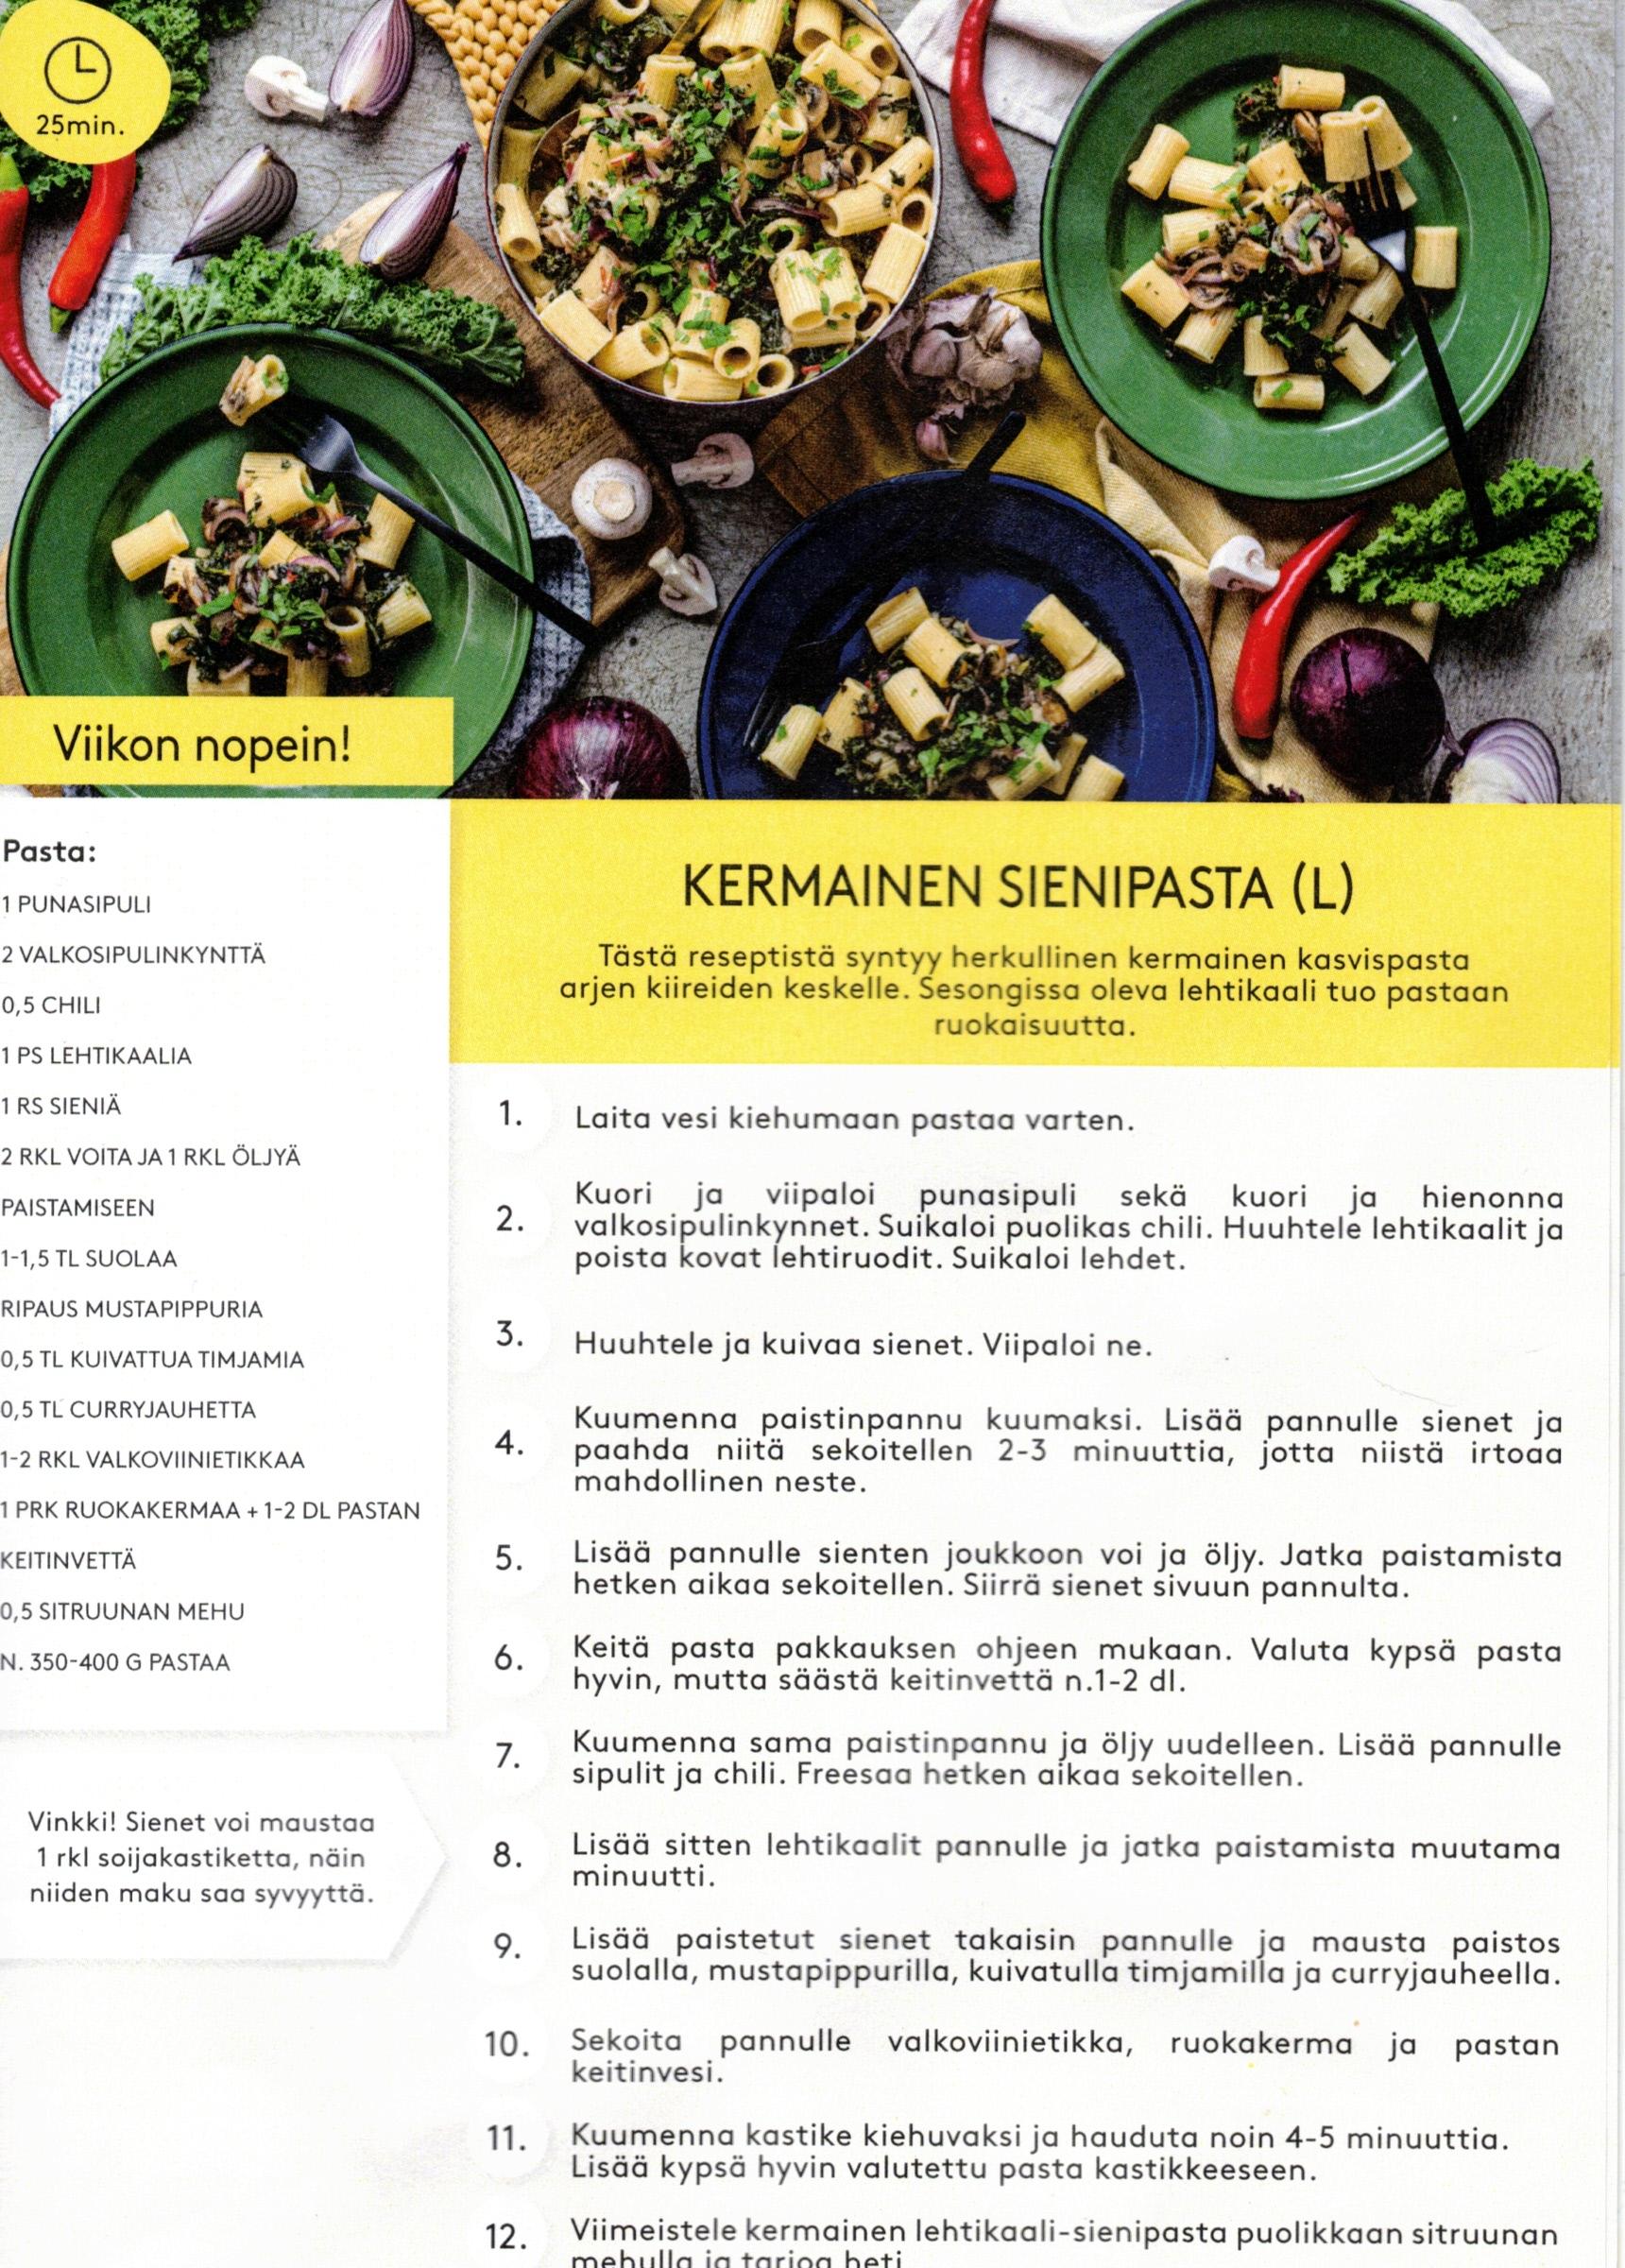 25min.
Viikon nopein!
Pasta:
1 PUNASIPULI
2 VALKOSIPULINKYNTTÄ
0,5 CHILI
1 PS LEHTIKAALIA
1 RS SIENIÄ
2 RKL VOITA JA 1 RKL ÖLJYÄ
PAISTAMISEEN
1-1,5 TL SUOLAA
RIPAUS MUSTAPIPPURIA
0,5 TL KUIVATTUA TIMJAMIA
0,5 TL CURRYJAUHETTA
1-2 RKL VALKOVIINIETIKKAA
1 PRK RUOKAKERMAA + 1-2 DL PASTAN
KEITINVETTÄ
0,5 SITRUUNAN MEHU
N. 350-400 G PASTAA
Vinkki! Sienet voi maustaa
1 rkl soijakastiketta, näin
niiden maku saa syvyyttä.
KERMAINEN SIENIPASTA (L)
Tästä reseptistä syntyy herkullinen kermainen kasvispasta
arjen kiireiden keskelle. Sesongissa oleva lehtikaali tuo pastaan
ruokaisuutta.
1. Laita vesi kiehumaan pastaa varten.
2. Kuori ja viipaloi punasipuli sekä kuori ja hienonna
valkosipulinkynnet. Suikaloi puolikas chili. Huuhtele lehtikaalit ja
poista kovat lehtiruodit. Suikaloi lehdet.
3. Huuhtele ja kuivaa sienet. Viipaloi ne.
4. Kuumenna paistinpannu kuumaksi. Lisää pannulle sienet ja
paahda niitä sekoitellen 2-3 minuuttia, jotta niistä irtoaa
mahdollinen neste.
5. Lisää pannulle sienten joukkoon voi ja öljy. Jatka paistamista
hetken aikaa sekoitellen. Siirrä sienet sivuun pannulta.
6. Keitä pasta pakkauksen ohjeen mukaan. Valuta kypsä pasta
hyvin, mutta säästä keitinvettä n.1-2 dl.
7. Kuumenna sama paistinpannu ja öljy uudelleen. Lisää pannulle
sipulit ja chili. Freesaa hetken aikaa sekoitellen.
8. Lisää sitten lehtikaalit pannulle ja jatka paistamista muutama
minuutti.
9. Lisää paistetut sienet takaisin pannulle ja mausta paistos
suolalla, mustapippurilla, kuivatulla timjamilla ja curryjauheella.
10. Sekoita pannulle valkoviinietikka, ruokakerma ja pastan
keitinvesi.
11. Kuumenna kastike kiehuvaksi ja hauduta noin 4-5 minuuttia.
Lisää kypsä hyvin valutettu pasta kastikkeeseen.
12. Viimeistele kermainen lehtikaali-sienipasta puolikkaan sitruunan
mehulla ja tarjoa heti